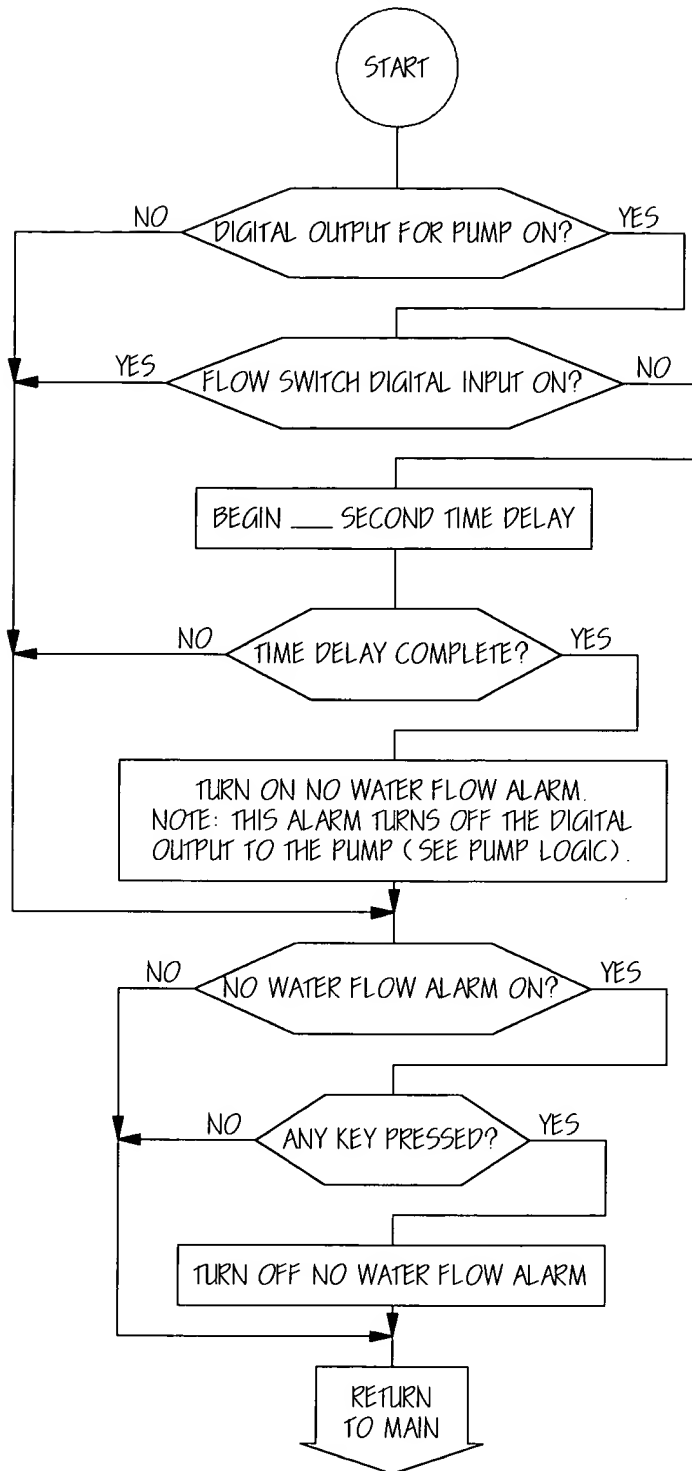 START
NO
DIGITAL OUTPUT FOR PUMP ON?
YES
YES
FLOW SWITCH DIGITAL INPUT ON?
NO
BEGIN ___ SECOND TIME DELAY
NO
TIME DELAY COMPLETE?
YES
TURN ON NO WATER FLOW ALARM.
NOTE: THIS ALARM TURNS OFF THE DIGITAL
OUTPUT TO THE PUMP (SEE PUMP LOGIC).
NO
NO WATER FLOW ALARM ON?
YES
NO
ANY KEY PRESSED?
YES
TURN OFF NO WATER FLOW ALARM
RETURN
TO MAIN